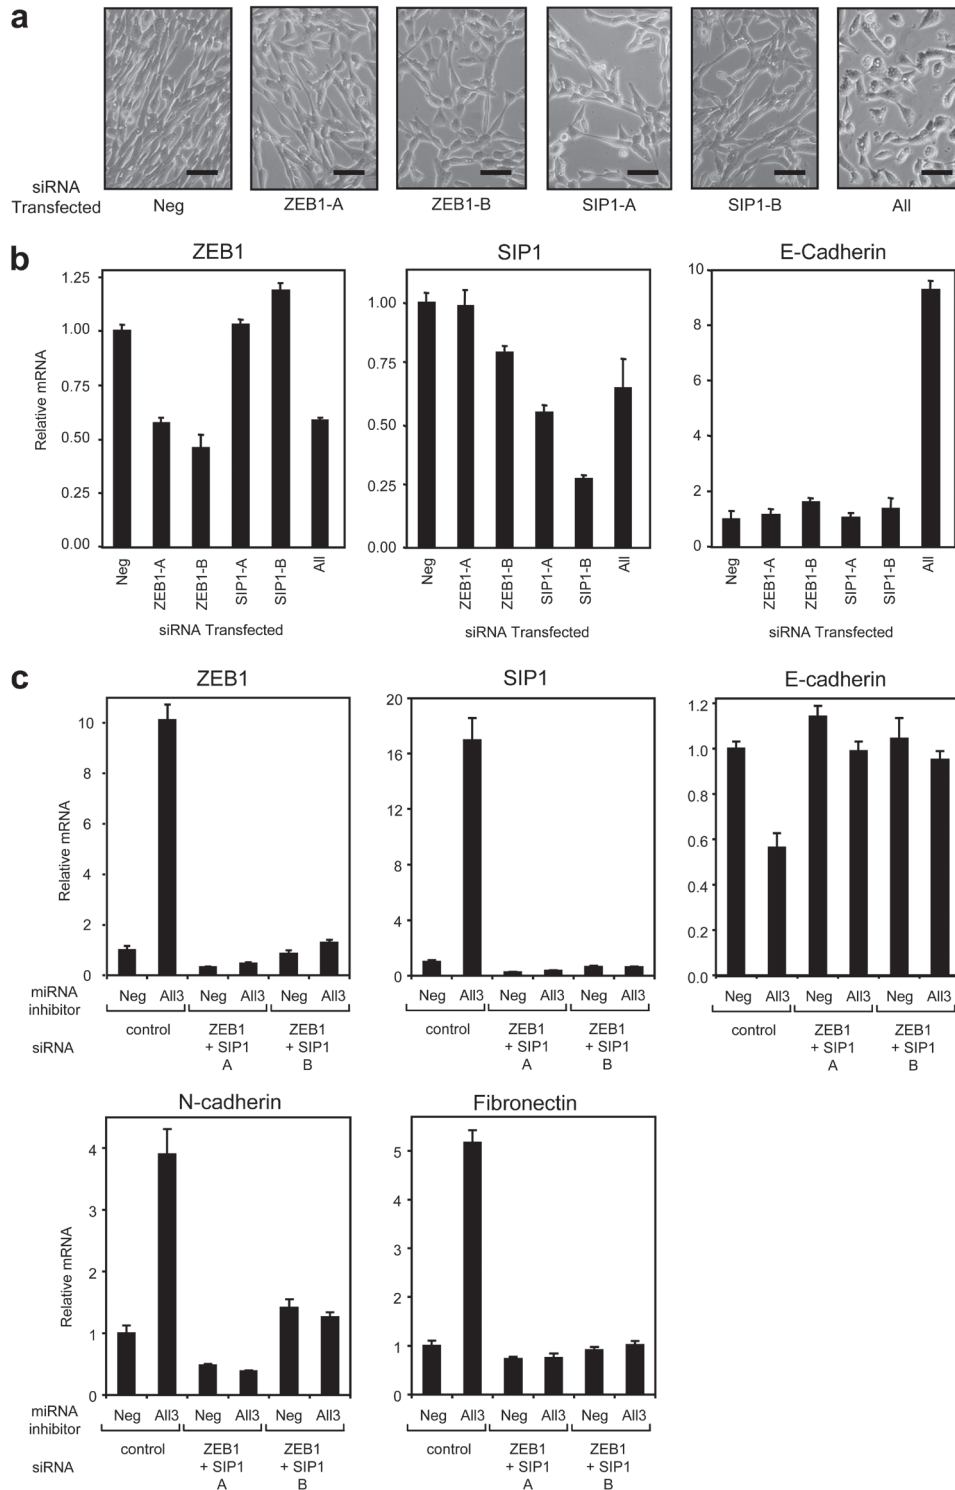 a
siRNA
Transfected
Neg
ZEB1-A
ZEB1-B
SIP1-A
SIP1-B
All
b
ZEB1
Relative mRNA
1.25
1.00
0.75
0.50
0.25
0.00
Neg
ZEB1-A
ZEB1-B
SIP1-A
SIP1-B
All
siRNA Transfected
SIP1
1.00
0.75
0.50
0.25
0.00
Neg
ZEB1-A
ZEB1-B
SIP1-A
SIP1-B
All
siRNA Transfected
E-Cadherin
10
8
6
4
2
0
Neg
ZEB1-A
ZEB1-B
SIP1-A
SIP1-B
All
siRNA Transfected
c
ZEB1
Relative mRNA
10
8
6
4
2
0
miRNA
inhibitor
Neg All3 Neg All3 Neg All3
siRNA
control
ZEB1
+ SIP1
A
ZEB1
+ SIP1
B
SIP1
20
16
12
8
4
0
Neg All3 Neg All3 Neg All3
control
ZEB1
+ SIP1
A
ZEB1
+ SIP1
B
E-cadherin
1.2
1.0
0.8
0.6
0.4
0.2
0.0
Neg All3 Neg All3 Neg All3
control
ZEB1
+ SIP1
A
ZEB1
+ SIP1
B
N-cadherin
Relative mRNA
4
3
2
1
0
miRNA
inhibitor
Neg All3 Neg All3 Neg All3
siRNA
control
ZEB1
+ SIP1
A
ZEB1
+ SIP1
B
Fibronectin
5
4
3
2
1
0
Neg All3 Neg All3 Neg All3
control
ZEB1
+ SIP1
A
ZEB1
+ SIP1
B